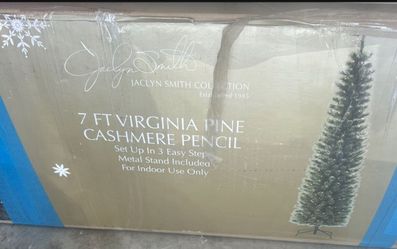 Jaclyn Smith
JACLYN SMITH COLLECTION
Established 1985
7 FT VIRGINIA PINE
CASHMERE PENCIL
Set Up In 3 Easy Steps
Metal Stand Included
For Indoor Use Only